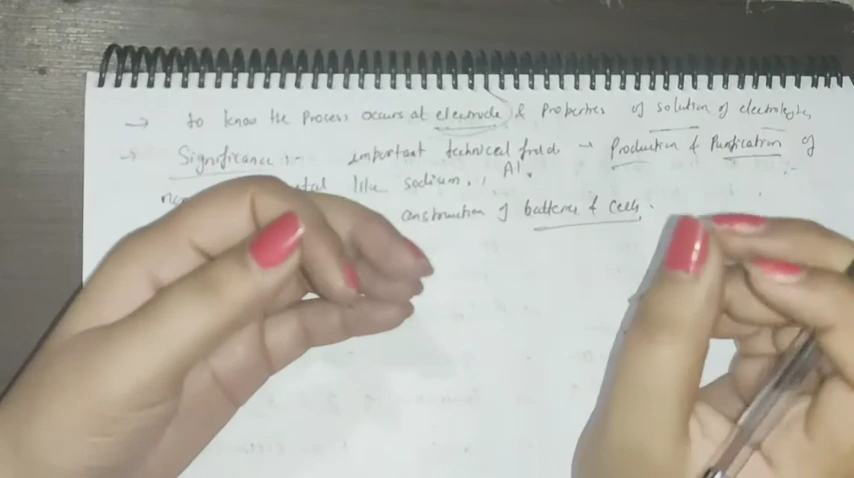 → to know the process occurs at electrode & Properties of solution of electrolytes
→ Significance :- important technical field → Production & Purification of
like sodium, Al.
construction of batteries & cells.